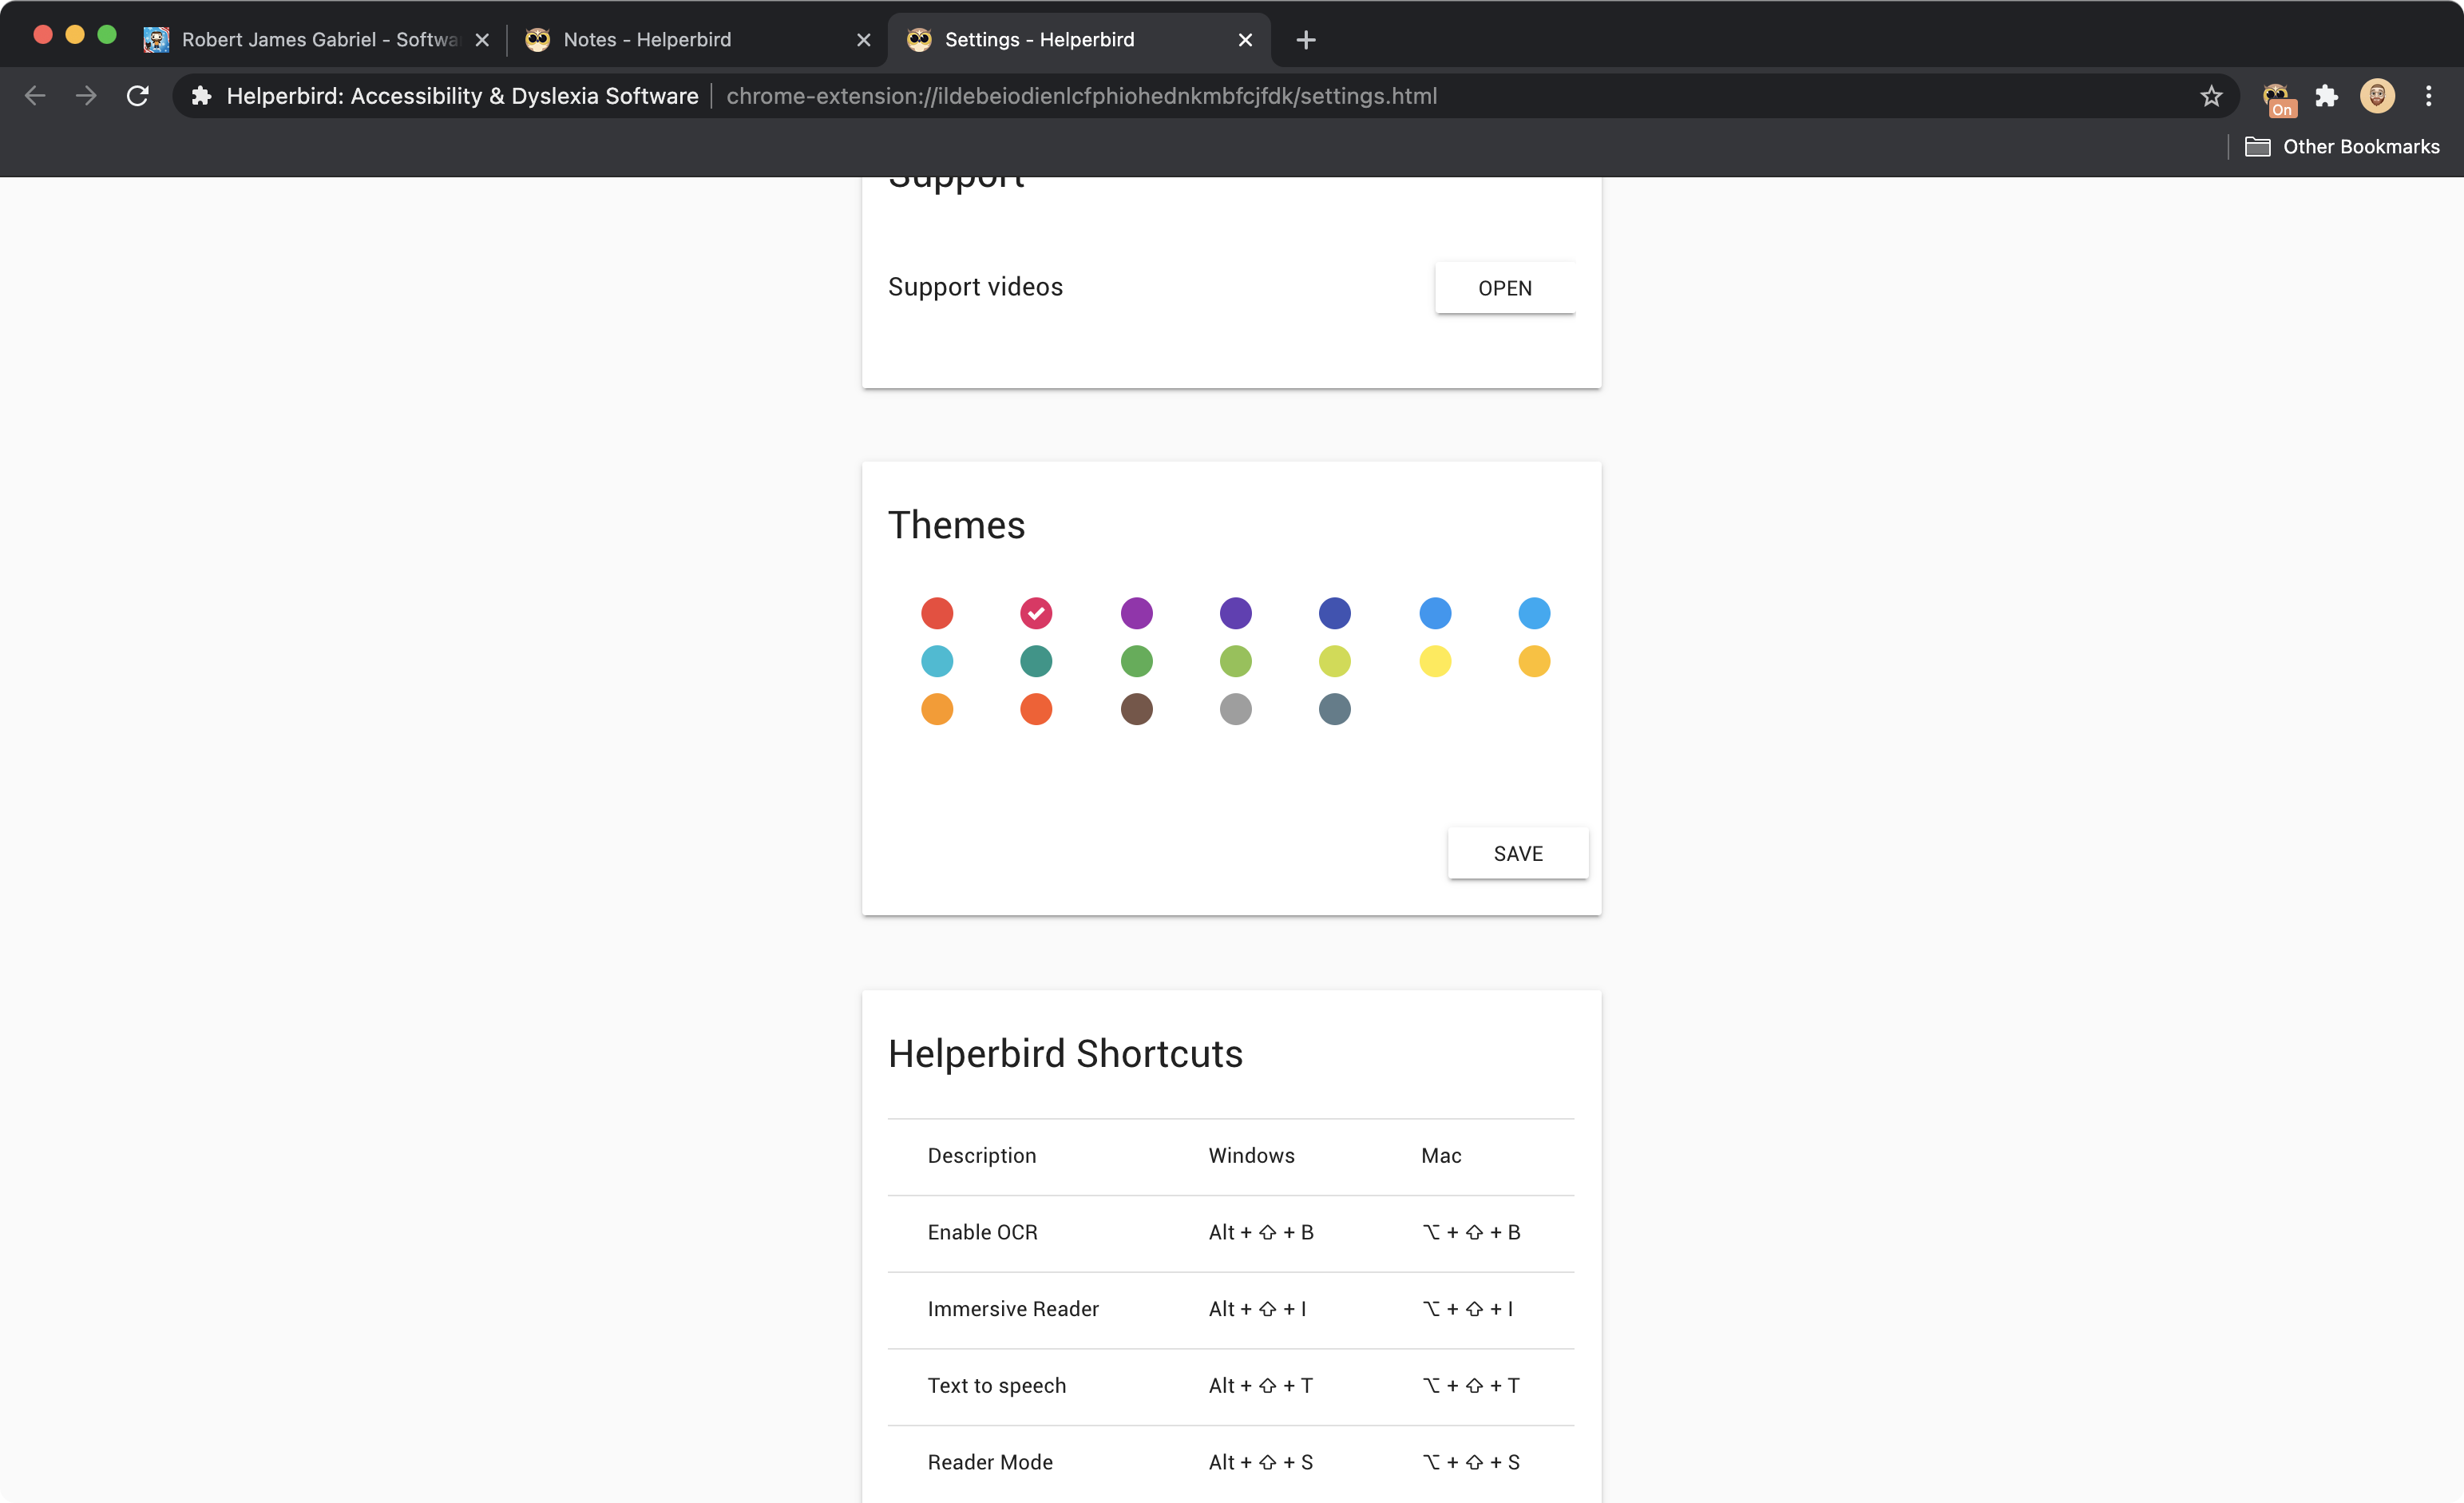 Robert James Gabriel - Softwa
Notes - Helperbird
Settings - Helperbird
Helperbird: Accessibility & Dyslexia Software
chrome-extension://ildebeiodienlcfphiohednkmbfcjfdk/settings.html
On
Other Bookmarks
Support
Support videos
OPEN
Themes
SAVE
Helperbird Shortcuts
Description Windows Mac
Enable OCR Alt + ⇧ + B ⌥ + ⇧ + B
Immersive Reader Alt + ⇧ + I ⌥ + ⇧ + I
Text to speech Alt + ⇧ + T ⌥ + ⇧ + T
Reader Mode Alt + ⇧ + S ⌥ + ⇧ + S